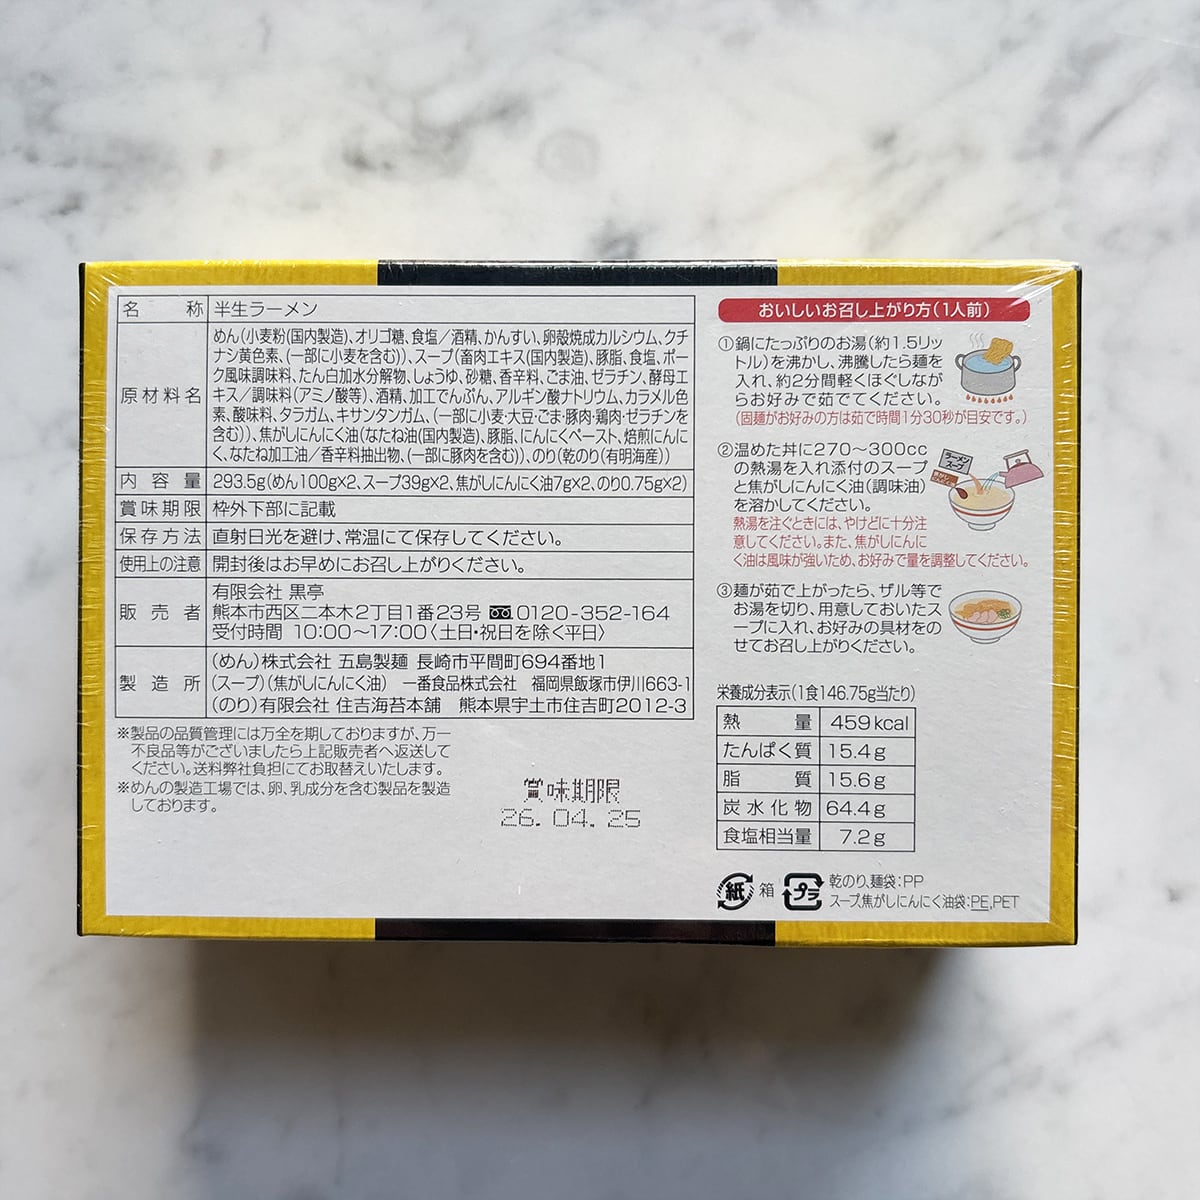 名称 半生ラーメン
原材料名 めん(小麦粉(国内製造)、オリゴ糖、食塩／酒精、かんすい、卵殻焼成カルシウム、クチ
ナシ黄色素、(一部に小麦を含む))、スープ(畜肉エキス(国内製造)、豚脂、食塩、ポー
ク風味調味料、たん白加水分解物、しょうゆ、砂糖、香辛料、ごま油、ゼラチン、酵母エ
キス／調味料(アミノ酸等)、酒精、加工でんぷん、アルギン酸ナトリウム、カラメル色
素、酸味料、タラガム、キサンタンガム、(一部に小麦・大豆・ごま・豚肉・鶏肉・ゼラチンを
含む))、焦がしにんにく油(なたね油(国内製造)、豚脂、にんにくペースト、焙煎にんに
く、なたね加工油／香辛料抽出物、(一部に豚肉を含む))、のり(乾のり(有明海産))
内容量 293.5g(めん100g×2、スープ39g×2、焦がしにんにく油7g×2、のり0.75g×2)
賞味期限 枠外下部に記載
保存方法 直射日光を避け、常温にて保存してください。
使用上の注意 開封後はお早めにお召し上がりください。
販売者 有限会社 黒亭
熊本市西区二本木2丁目1番23号 0120-352-164
受付時間 10:00〜17:00〈土日・祝日を除く平日〉
製造所 (めん)株式会社 五島製麺 長崎市平間町694番地1
(スープ)(焦がしにんにく油) 一番食品株式会社 福岡県飯塚市伊川663-1
(のり)有限会社 住吉海苔本舗 熊本県宇土市住吉町2012-3
※製品の品質管理には万全を期しておりますが、万一
不良品等がございましたら上記販売者へ返送して
ください。送料弊社負担にてお取替えいたします。
※めんの製造工場では、卵、乳成分を含む製品を製造
しております。
賞味期限
26.04.25
おいしいお召し上がり方(1人前)
①鍋にたっぷりのお湯(約1.5リッ
トル)を沸かし、沸騰したら麺を
入れ、約2分間軽くほぐしなが
らお好みで茹でてください。
(固麺がお好みの方は茹で時間1分30秒が目安です。)
②温めた丼に270〜300cc
の熱湯を入れ添付のスープ
と焦がしにんにく油(調味油)
を溶かしてください。
熱湯を注ぐときには、やけどに十分注
意してください。また、焦がしにんに
く油は風味が強いため、お好みで量を調整してください。
ラーメン
スープ
③麺が茹で上がったら、ザル等で
お湯を切り、用意しておいたス
ープに入れ、お好みの具材をの
せてお召し上がりください。
栄養成分表示(1食146.75g当たり)
熱量 459kcal
たんぱく質 15.4g
脂質 15.6g
炭水化物 64.4g
食塩相当量 7.2g
紙 箱 プラ 乾のり、麺袋：PP
スープ、焦がしにんにく油袋：PE,PET